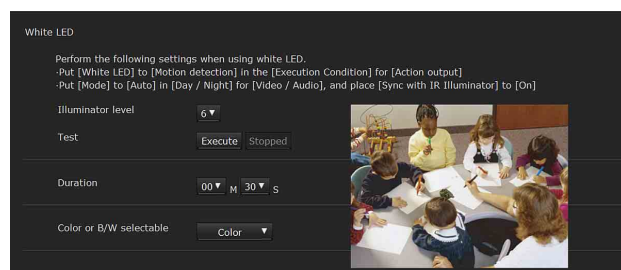 White LED
Perform the following settings when using white LED.
·Put [White LED] to [Motion detection] in the [Execution Condition] for [Action output]
·Put [Mode] to [Auto] in [Day / Night] for [Video / Audio], and place [Sync with IR Illuminator] to [On]
Illuminator level 6 ▼
Test Execute Stopped
Duration 00 ▼ M 30 ▼ S
Color or B/W selectable Color ▼